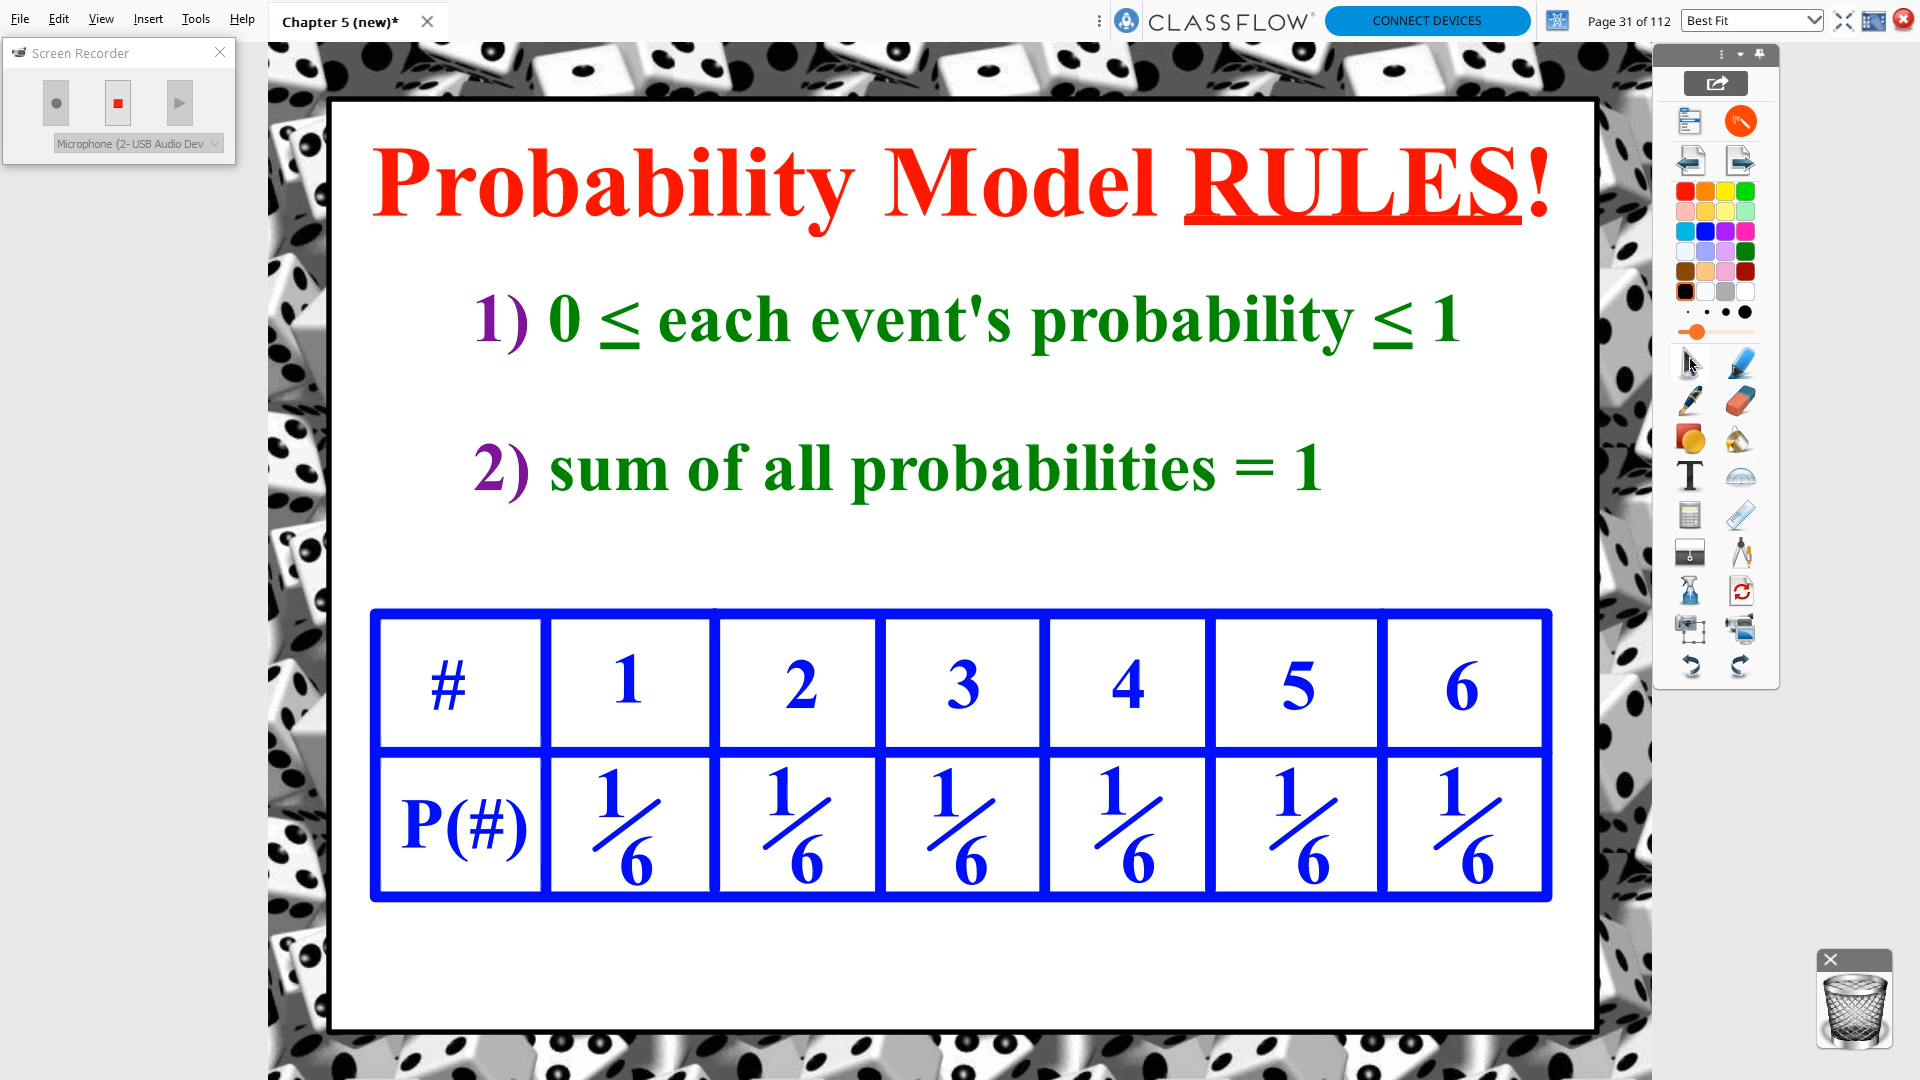 File Edit View Insert Tools Help
Chapter 5 (new)*
CLASSFLOW
CONNECT DEVICES
Page 31 of 112
Best Fit
Screen Recorder
Microphone (2- USB Audio Dev
Probability Model RULES!
1) 0 ≤ each event's probability ≤ 1
2) sum of all probabilities = 1
# 1 2 3 4 5 6
P(#) 1/6 1/6 1/6 1/6 1/6 1/6
T